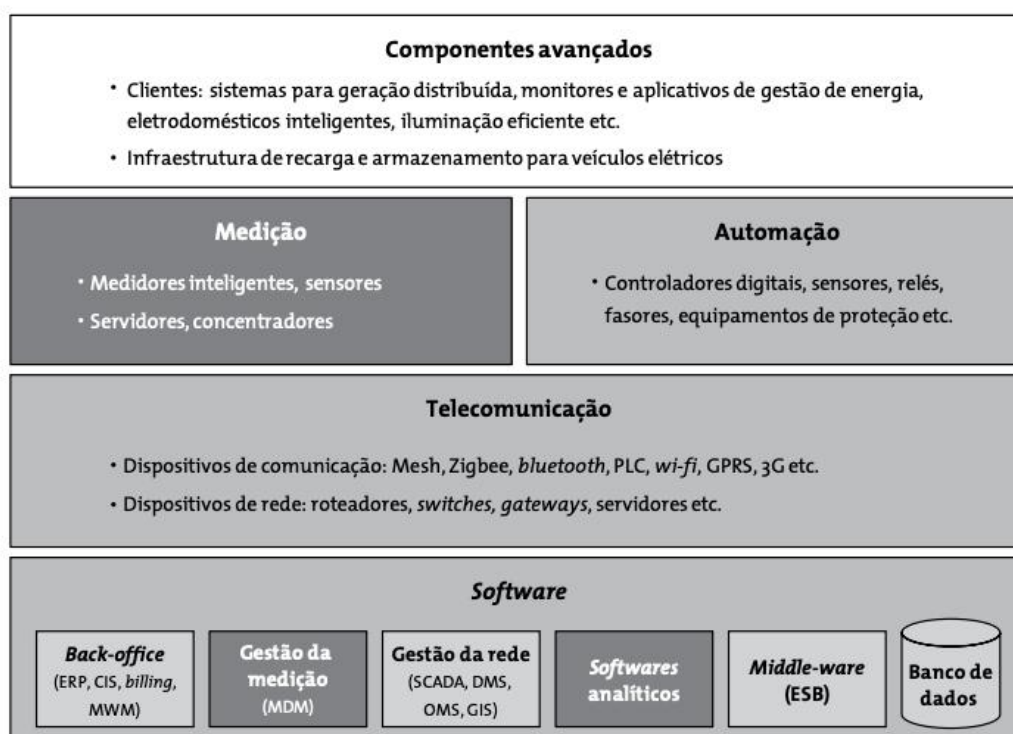 Componentes avançados
• Clientes: sistemas para geração distribuída, monitores e aplicativos de gestão de energia,
eletrodomésticos inteligentes, iluminação eficiente etc.
• Infraestrutura de recarga e armazenamento para veículos elétricos
Medição
• Medidores inteligentes, sensores
• Servidores, concentradores
Automação
• Controladores digitais, sensores, relés,
fasores, equipamentos de proteção etc.
Telecomunicação
• Dispositivos de comunicação: Mesh, Zigbee, bluetooth, PLC, wi-fi, GPRS, 3G etc.
• Dispositivos de rede: roteadores, switches, gateways, servidores etc.
Software
Back-office
(ERP, CIS, billing,
MWM)
Gestão da
medição
(MDM)
Gestão da rede
(SCADA, DMS,
OMS, GIS)
Softwares
analíticos
Middle-ware
(ESB)
Banco de
dados